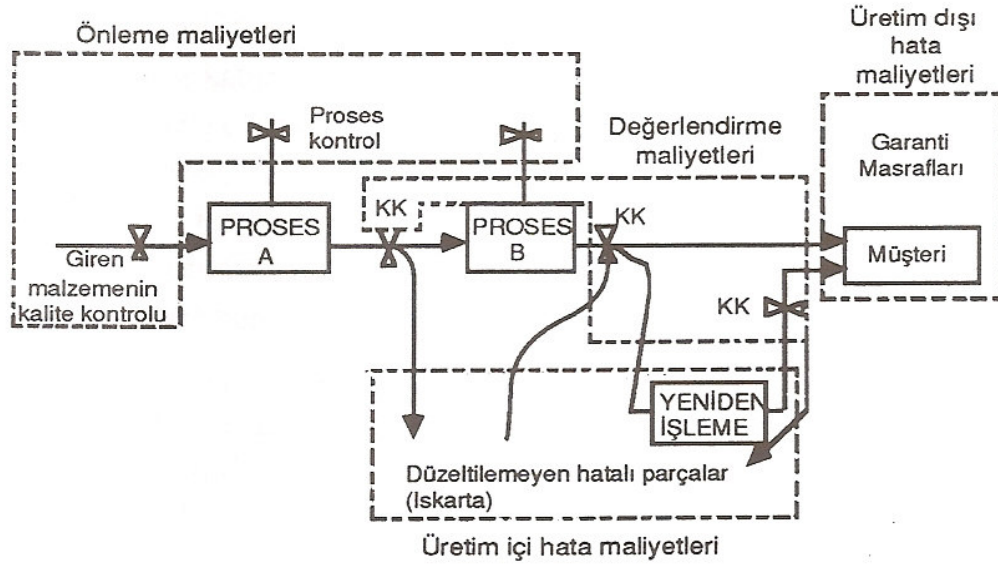 Önleme maliyetleri
Üretim dışı
hata
maliyetleri
Proses
kontrol
Değerlendirme
maliyetleri
Garanti
Masrafları
KK
PROSES
A
PROSES
B
KK
Giren
malzemenin
kalite kontrolu
Müşteri
KK
YENİDEN
İŞLEME
Düzeltilemeyen hatalı parçalar
(Iskarta)
Üretim içi hata maliyetleri